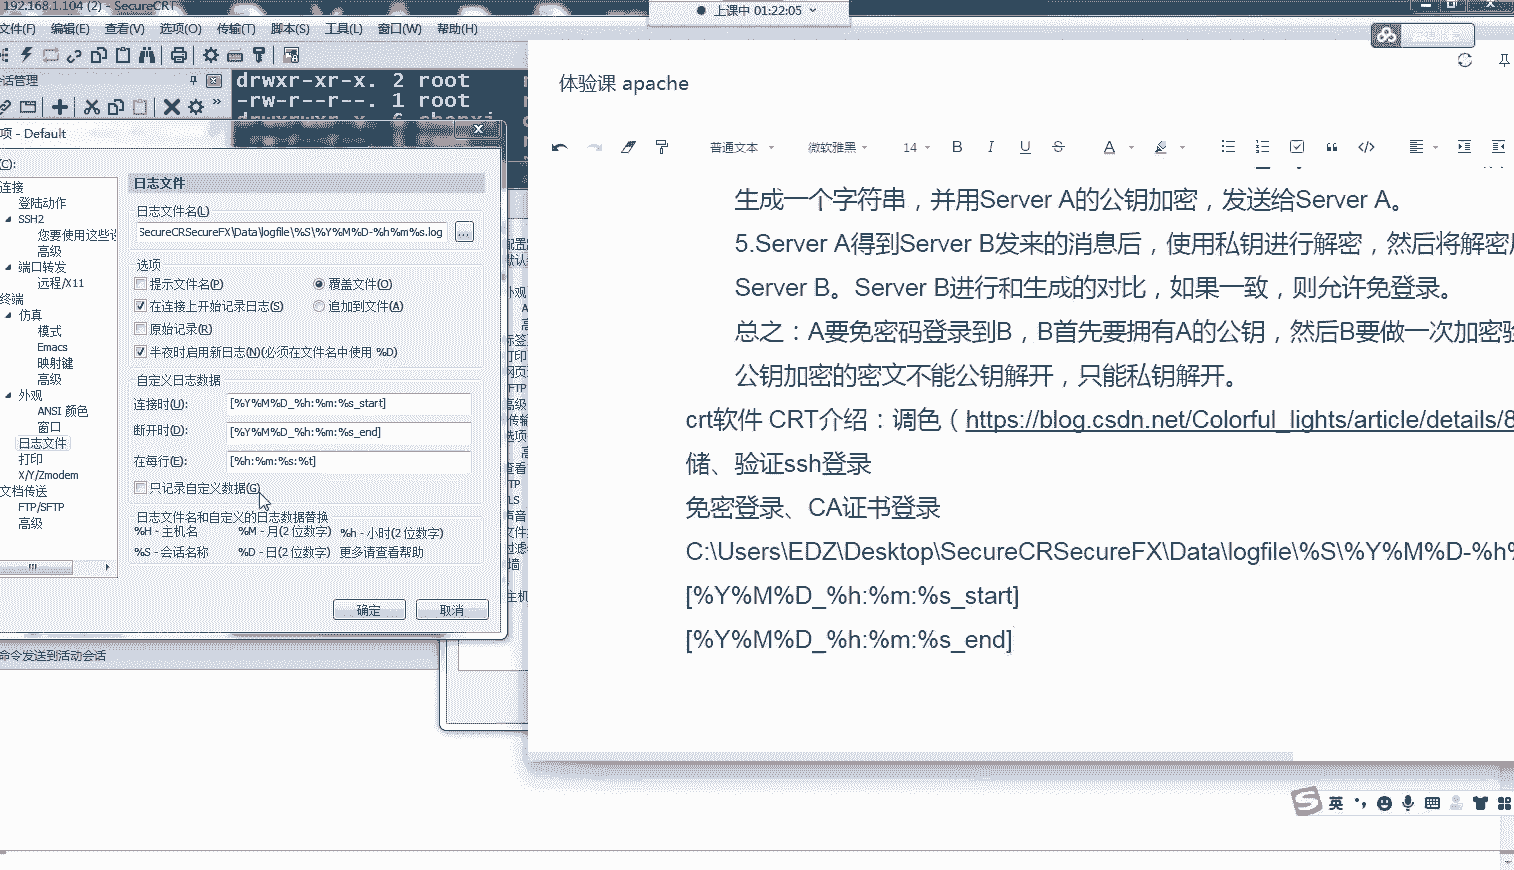 192.168.1.104 (2) - SecureCRT
上课中 01:22:05
文件(F) 编辑(E) 查看(V) 选项(O) 传输(T) 脚本(S) 工具(L) 窗口(W) 帮助(H)
话管理
drwxr-xr-x. 2 root
-rw-r--r--. 1 root
项 - Default
(C):
连接
登陆动作
SSH2
您要使用这些
高级
端口转发
远程/X11
终端
仿真
模式
Emacs
映射键
高级
外观
ANSI 颜色
窗口
日志文件
打印
X/Y/Zmodem
文档传送
FTP/SFTP
高级
日志文件
日志文件名(L)
SecureCRSecureFX\Data\logfile\%S\%Y%M%D-%h%m%s.log
...
选项
提示文件名(P)
覆盖文件(O)
在连接上开始记录日志(S)
追加到文件(A)
原始记录(R)
半夜时启用新日志(N)(必须在文件名中使用 %D)
自定义日志数据
连接时(U):
[%Y%M%D_%h:%m:%s_start]
断开时(D):
[%Y%M%D_%h:%m:%s_end]
在每行(E):
[%h:%m:%s:%t]
只记录自定义数据(G)
日志文件名和自定义的日志数据替换
%H - 主机名 %M - 月(2 位数字) %h - 小时(2 位数字)
%S - 会话名称 %D - 日(2 位数字) 更多请查看帮助
确定 取消
命令发送到活动会话
体验课 apache
普通文本 微软雅黑 14 B I U S A
生成一个字符串，并用Server A的公钥加密，发送给Server A。
5.Server A得到Server B发来的消息后，使用私钥进行解密，然后将解密
Server B。Server B进行和生成的对比，如果一致，则允许免登录。
总之：A要免密码登录到B，B首先要拥有A的公钥，然后B要做一次加密
公钥加密的密文不能公钥解开，只能私钥解开。
crt软件 CRT介绍：调色（https://blog.csdn.net/Colorful_lights/article/details/8
储、验证ssh登录
免密登录、CA证书登录
C:\Users\EDZ\Desktop\SecureCRSecureFX\Data\logfile\%S\%Y%M%D-%h%
[%Y%M%D_%h:%m:%s_start]
[%Y%M%D_%h:%m:%s_end]
英